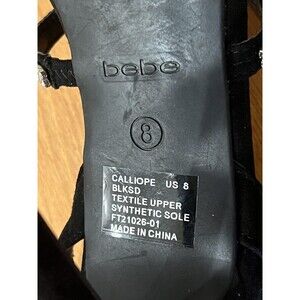 bebe
8
CALLIOPE US 8
BLKSD
TEXTILE UPPER
SYNTHETIC SOLE
FT21026-01
MADE IN CHINA